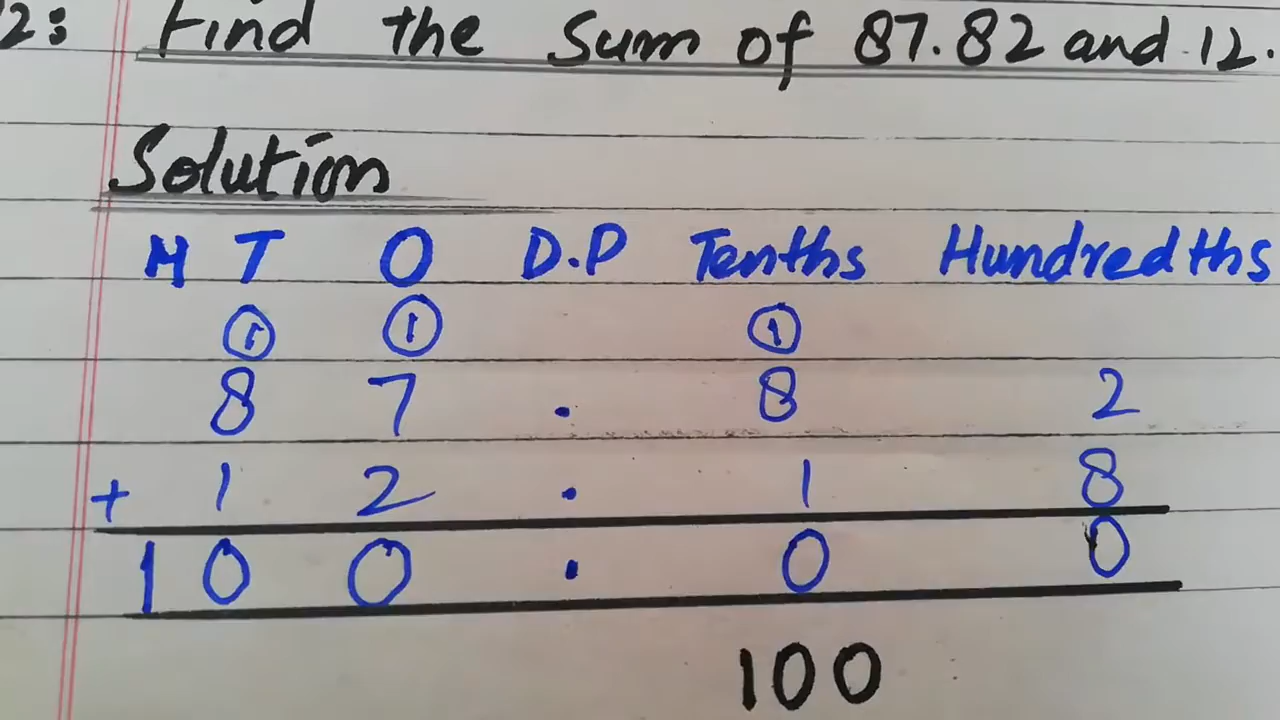 2: Find the Sum of 87.82 and 12.
Solution
H T O D.P Tenths Hundredths
1 1 1
8 7 . 8 2
+ 1 2 . 1 8
1 0 0 . 0 0
100